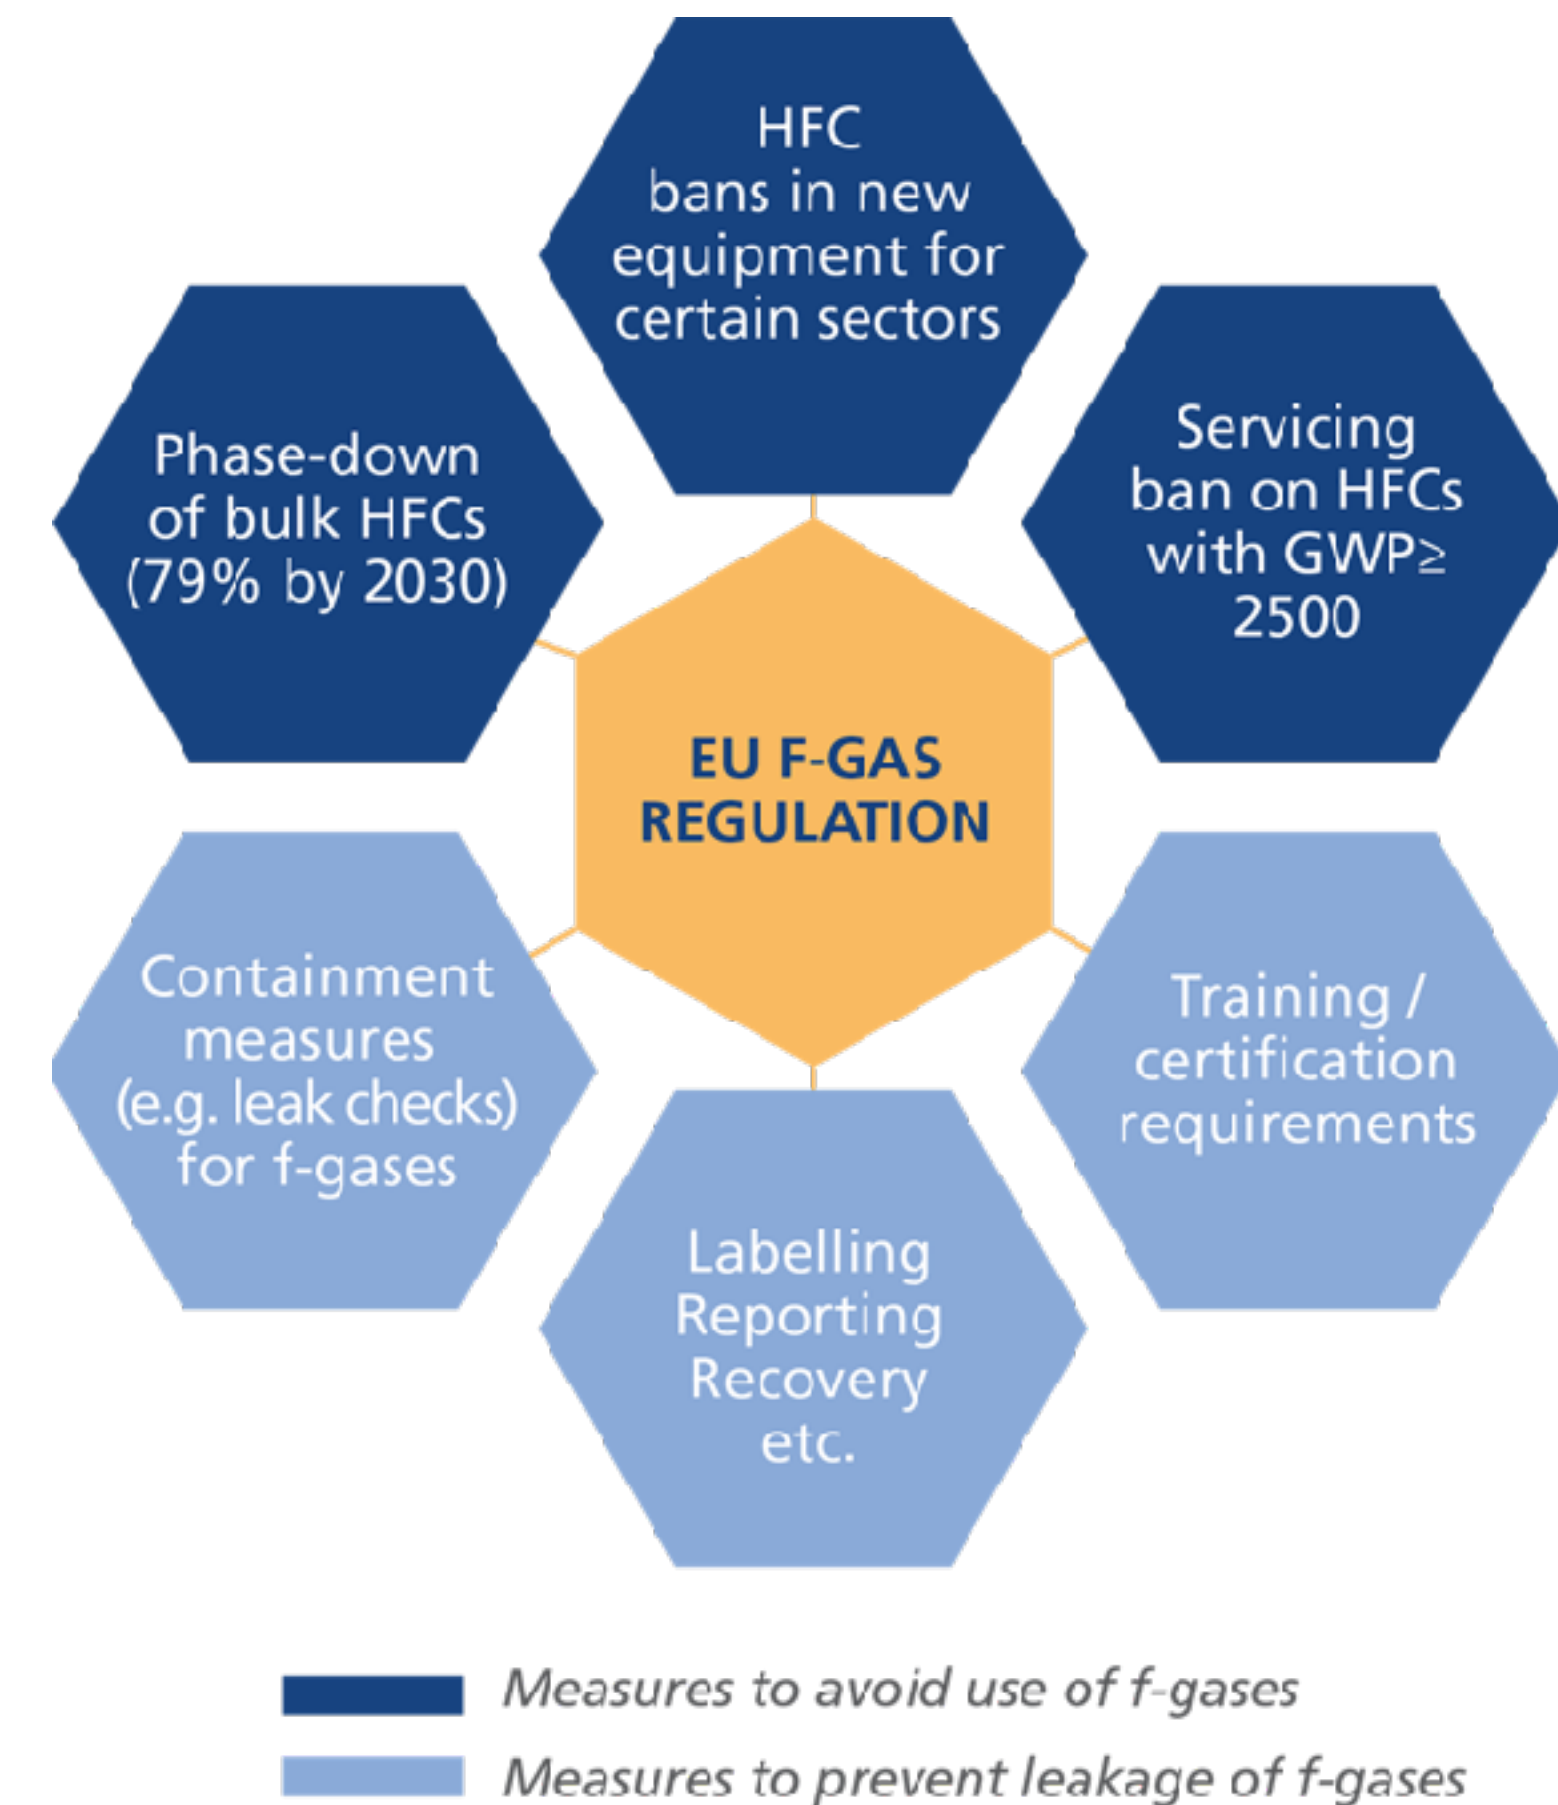 HFC
bans in new
equipment for
certain sectors
Phase-down
of bulk HFCs
(79% by 2030)
Servicing
ban on HFCs
with GWP≥
2500
EU F-GAS
REGULATION
Containment
measures
(e.g. leak checks)
for f-gases
Training /
certification
requirements
Labelling
Reporting
Recovery
etc.
Measures to avoid use of f-gases
Measures to prevent leakage of f-gases